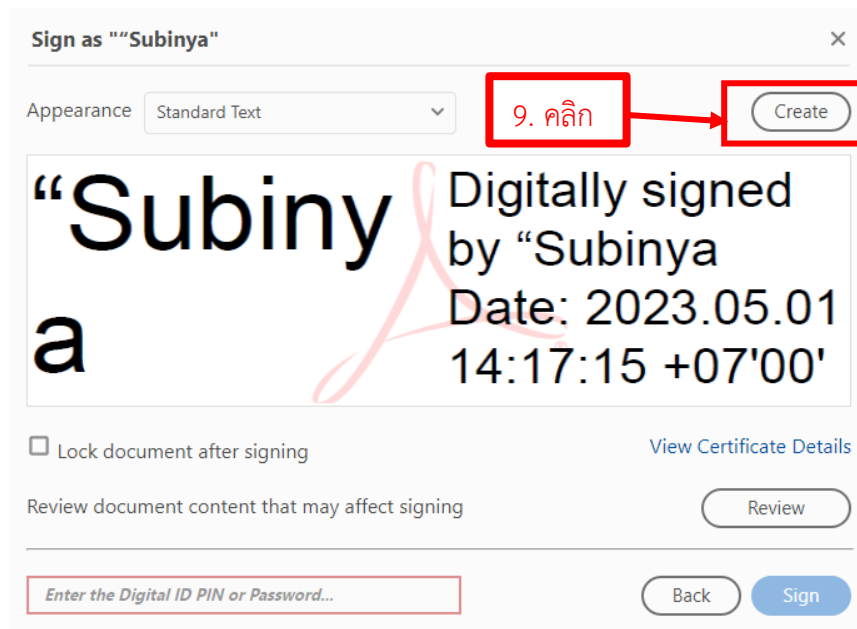 Sign as "“Subinya"
Appearance Standard Text
9. คลิก
Create
“Subiny
a
Digitally signed
by “Subinya
Date: 2023.05.01
14:17:15 +07'00'
Lock document after signing
View Certificate Details
Review document content that may affect signing
Review
Enter the Digital ID PIN or Password...
Back
Sign